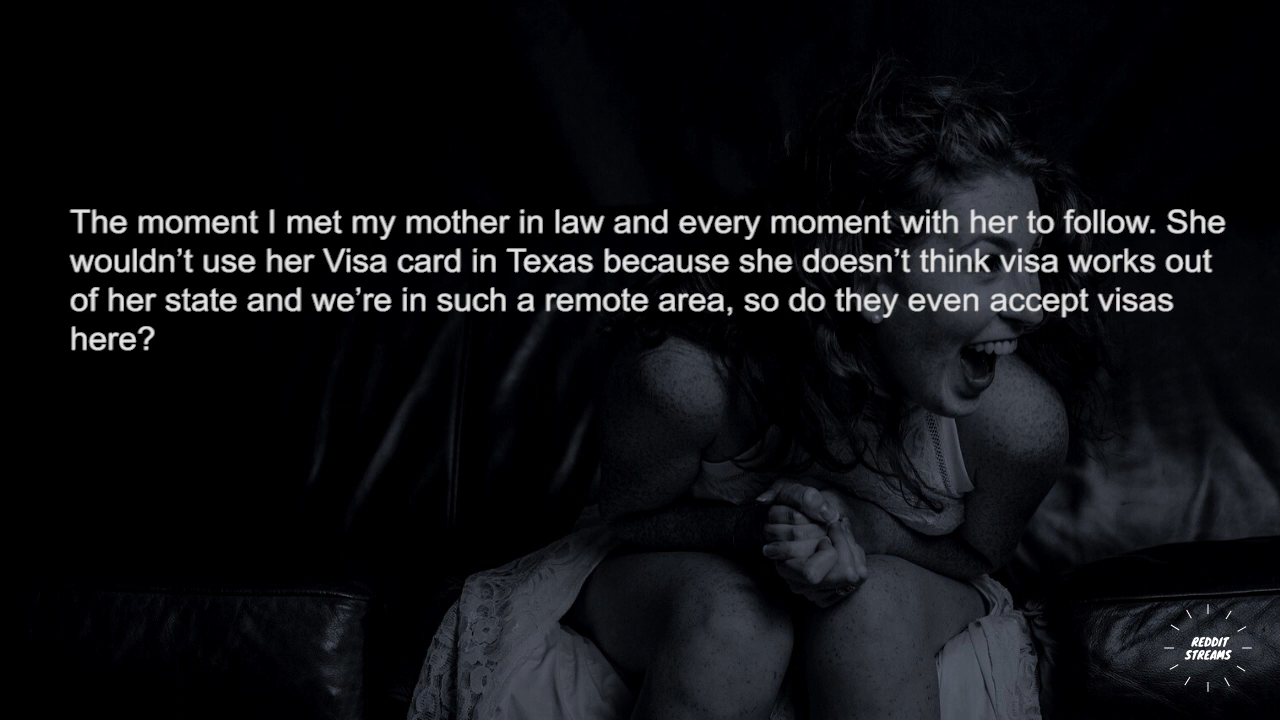 The moment I met my mother in law and every moment with her to follow. She
wouldn’t use her Visa card in Texas because she doesn’t think visa works out
of her state and we’re in such a remote area, so do they even accept visas
here?
REDDIT
STREAMS